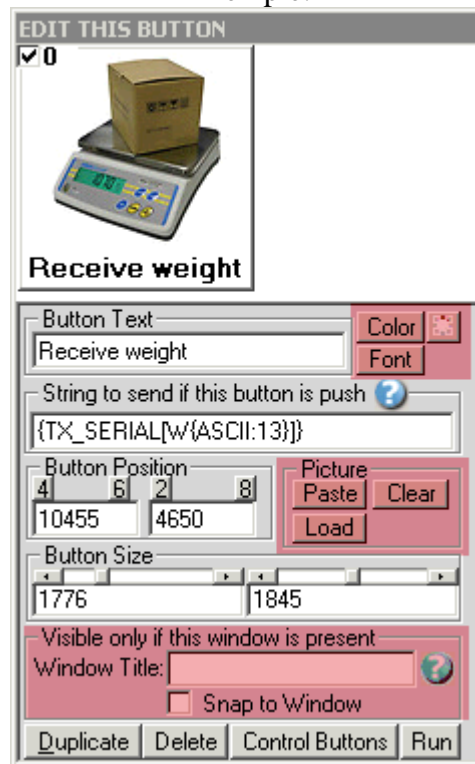 EDIT THIS BUTTON
0
Receive weight
Button Text
Color
Receive weight
Font
String to send if this button is push ?
{TX_SERIAL[W{ASCII:13}]}
Button Position
Picture
4 6 2 8
Paste Clear
10455 4650
Load
Button Size
1776 1845
Visible only if this window is present
Window Title:
?
Snap to Window
Duplicate Delete Control Buttons Run